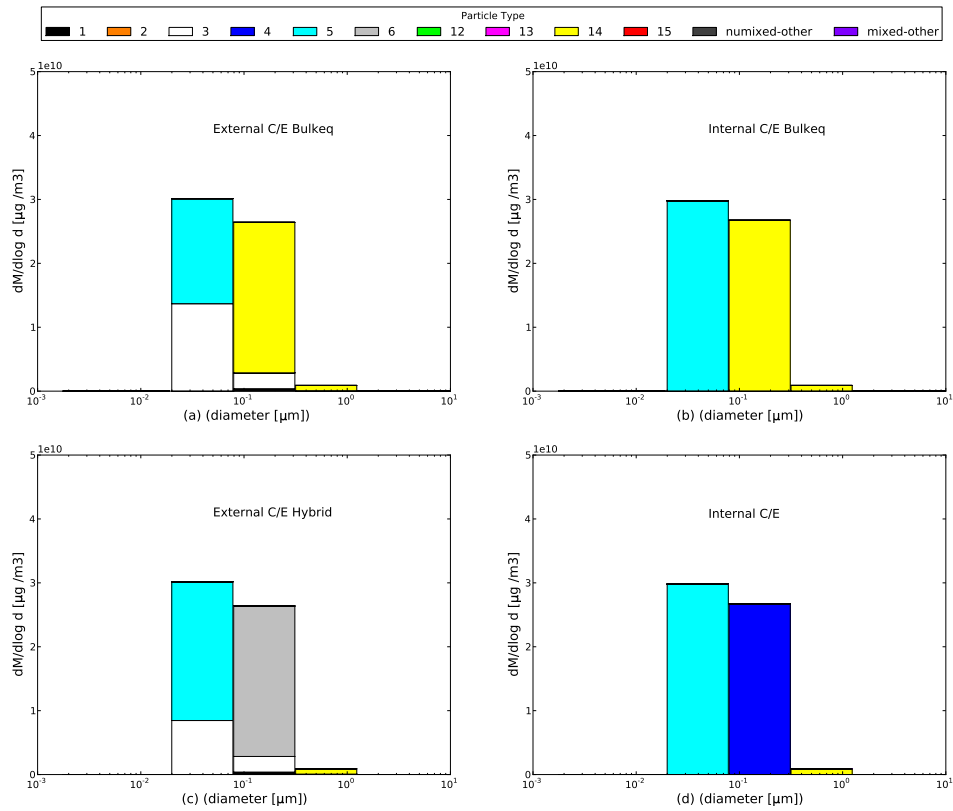 Particle Type
1 2 3 4 5 6 12 13 14 15 numixed-other mixed-other
1e10
5
4
3
2
1
0
dM/dlog d [µg /m3]
External C/E Bulkeq
10^-3 10^-2 10^-1 10^0 10^1
(a) (diameter [µm])
1e10
5
4
3
2
1
0
dM/dlog d [µg /m3]
Internal C/E Bulkeq
10^-3 10^-2 10^-1 10^0 10^1
(b) (diameter [µm])
1e10
5
4
3
2
1
0
dM/dlog d [µg /m3]
External C/E Hybrid
10^-3 10^-2 10^-1 10^0 10^1
(c) (diameter [µm])
1e10
5
4
3
2
1
0
dM/dlog d [µg /m3]
Internal C/E
10^-3 10^-2 10^-1 10^0 10^1
(d) (diameter [µm])